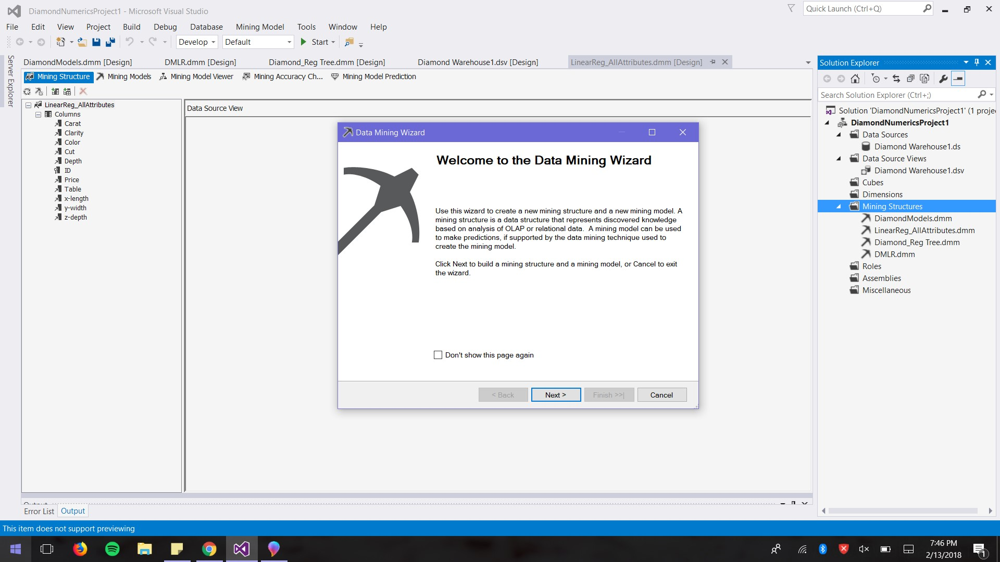 DiamondNumericsProject1 - Microsoft Visual Studio
Quick Launch (Ctrl+Q)
File Edit View Project Build Debug Database Mining Model Tools Window Help
Develop Default Start
Server Explorer
DiamondModels.dmm [Design] DMLR.dmm [Design] Diamond_Reg Tree.dmm [Design] Diamond Warehouse1.dsv [Design] LinearReg_AllAttributes.dmm [Design]
Mining Structure Mining Models Mining Model Viewer Mining Accuracy Ch... Mining Model Prediction
LinearReg_AllAttributes
Columns
Carat
Clarity
Color
Cut
Depth
ID
Price
Table
x-length
y-width
z-depth
Data Source View
Data Mining Wizard
Welcome to the Data Mining Wizard
Use this wizard to create a new mining structure and a new mining model. A
mining structure is a data structure that represents discovered knowledge
based on analysis of OLAP or relational data. A mining model can be used
to make predictions, if supported by the data mining technique used to
create the mining model.
Click Next to build a mining structure and a mining model, or Cancel to exit
the wizard.
Don't show this page again
< Back Next > Finish >>| Cancel
Solution Explorer
Search Solution Explorer (Ctrl+;)
Solution 'DiamondNumericsProject1' (1 proje
DiamondNumericsProject1
Data Sources
Diamond Warehouse1.ds
Data Source Views
Diamond Warehouse1.dsv
Cubes
Dimensions
Mining Structures
DiamondModels.dmm
LinearReg_AllAttributes.dmm
Diamond_Reg Tree.dmm
DMLR.dmm
Roles
Assemblies
Miscellaneous
Output
Error List Output
This item does not support previewing
7:46 PM
2/13/2018
1